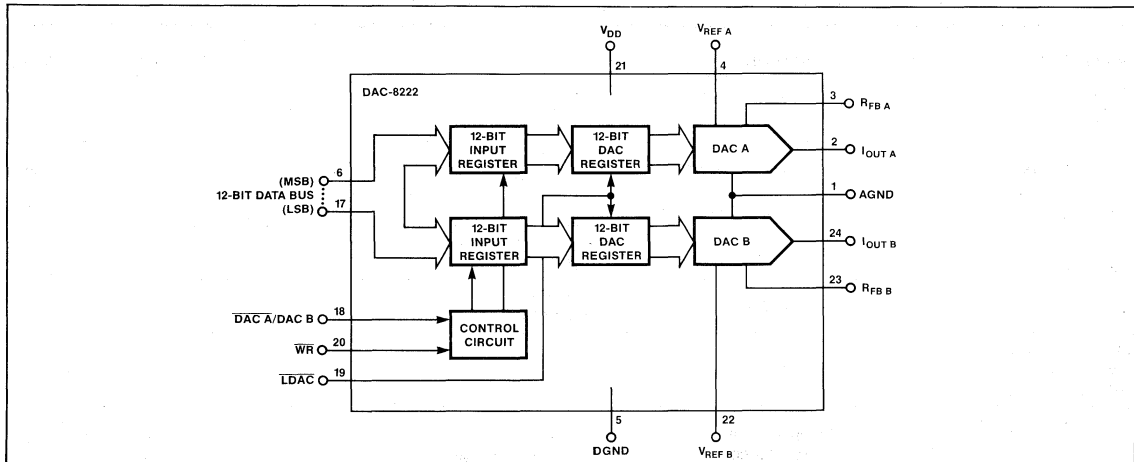 V_DD
V_REF A
21
4
DAC-8222
3
R_FB A
12-BIT
INPUT
REGISTER
12-BIT
DAC
REGISTER
DAC A
2
I_OUT A
6
(MSB)
12-BIT DATA BUS
(LSB)
17
1
AGND
12-BIT
INPUT
REGISTER
12-BIT
DAC
REGISTER
DAC B
24
I_OUT B
23
R_FB B
DAC A/DAC B
18
CONTROL
CIRCUIT
WR
20
LDAC
19
5
22
DGND
V_REF B